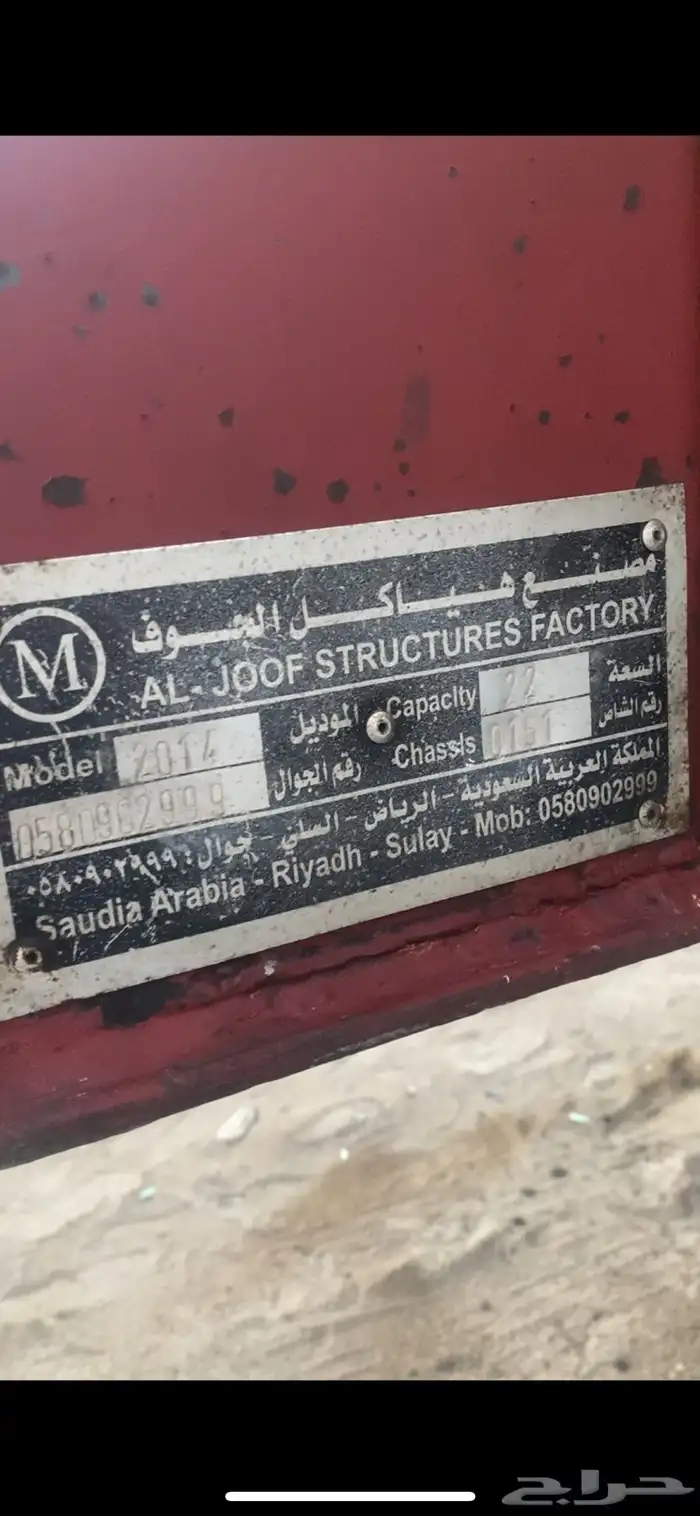 مصنع هياكل الجوف
M
AL-JOOF STRUCTURES FACTORY
Model 2014 الموديل Capacity 22 السعة
0580902999 رقم الجوال Chassis 0151 رقم الشاص
المملكة العربية السعودية - الرياض - السلي - جوال: ٠٥٨٠٩٠٢٩٩٩
Saudia Arabia - Riyadh - Sulay - Mob: 0580902999
حراج